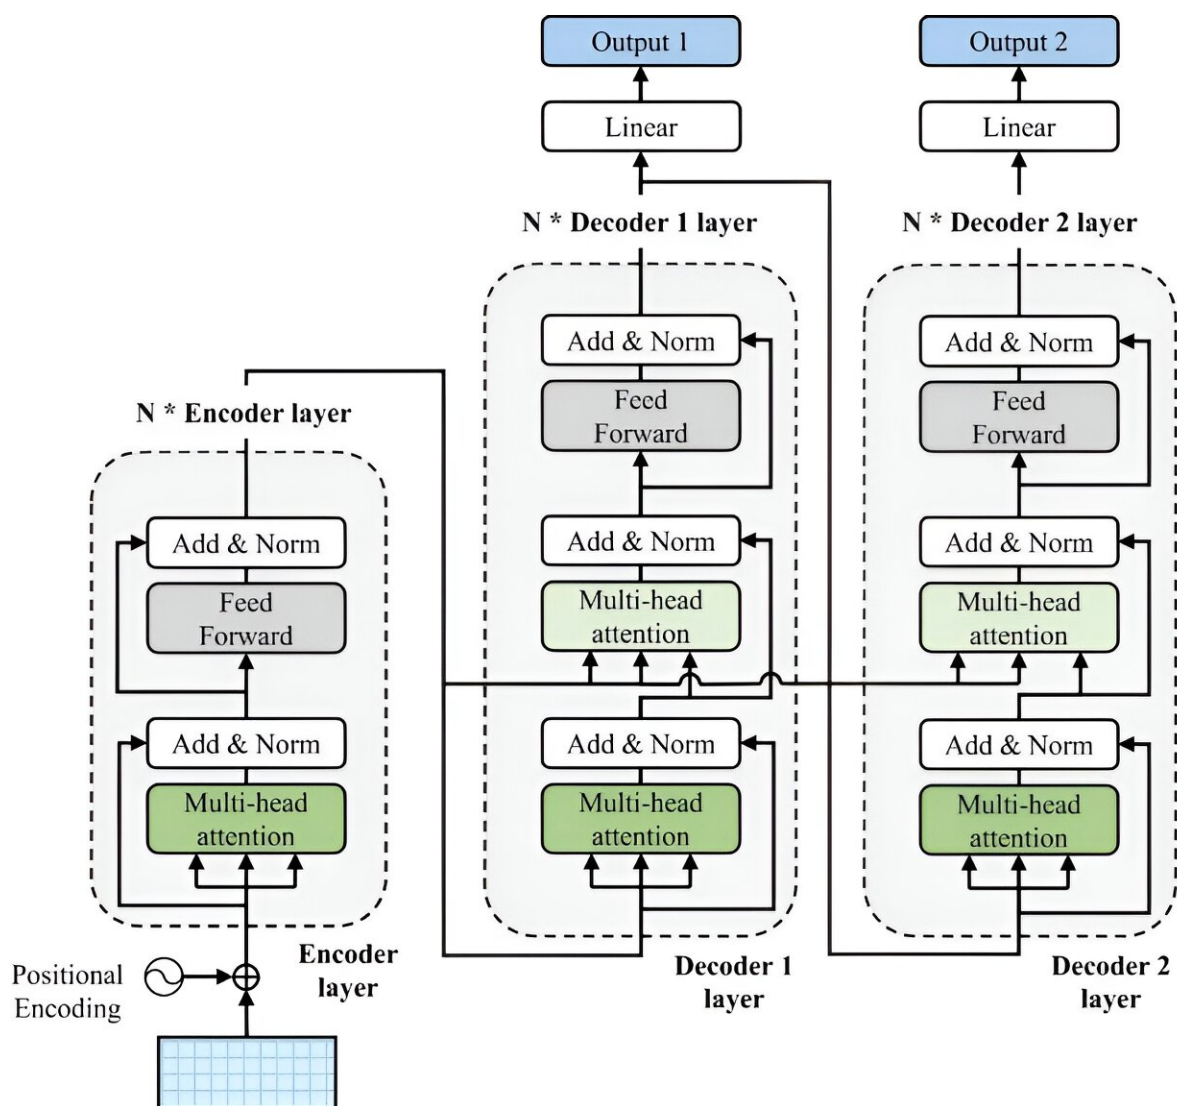 Output 1
Output 2
Linear
Linear
N * Decoder 1 layer
N * Decoder 2 layer
Add & Norm
Add & Norm
Feed
Forward
Feed
Forward
N * Encoder layer
Add & Norm
Add & Norm
Add & Norm
Feed
Forward
Multi-head
attention
Multi-head
attention
Add & Norm
Add & Norm
Add & Norm
Multi-head
attention
Multi-head
attention
Multi-head
attention
Encoder
layer
Decoder 1
layer
Decoder 2
layer
Positional
Encoding